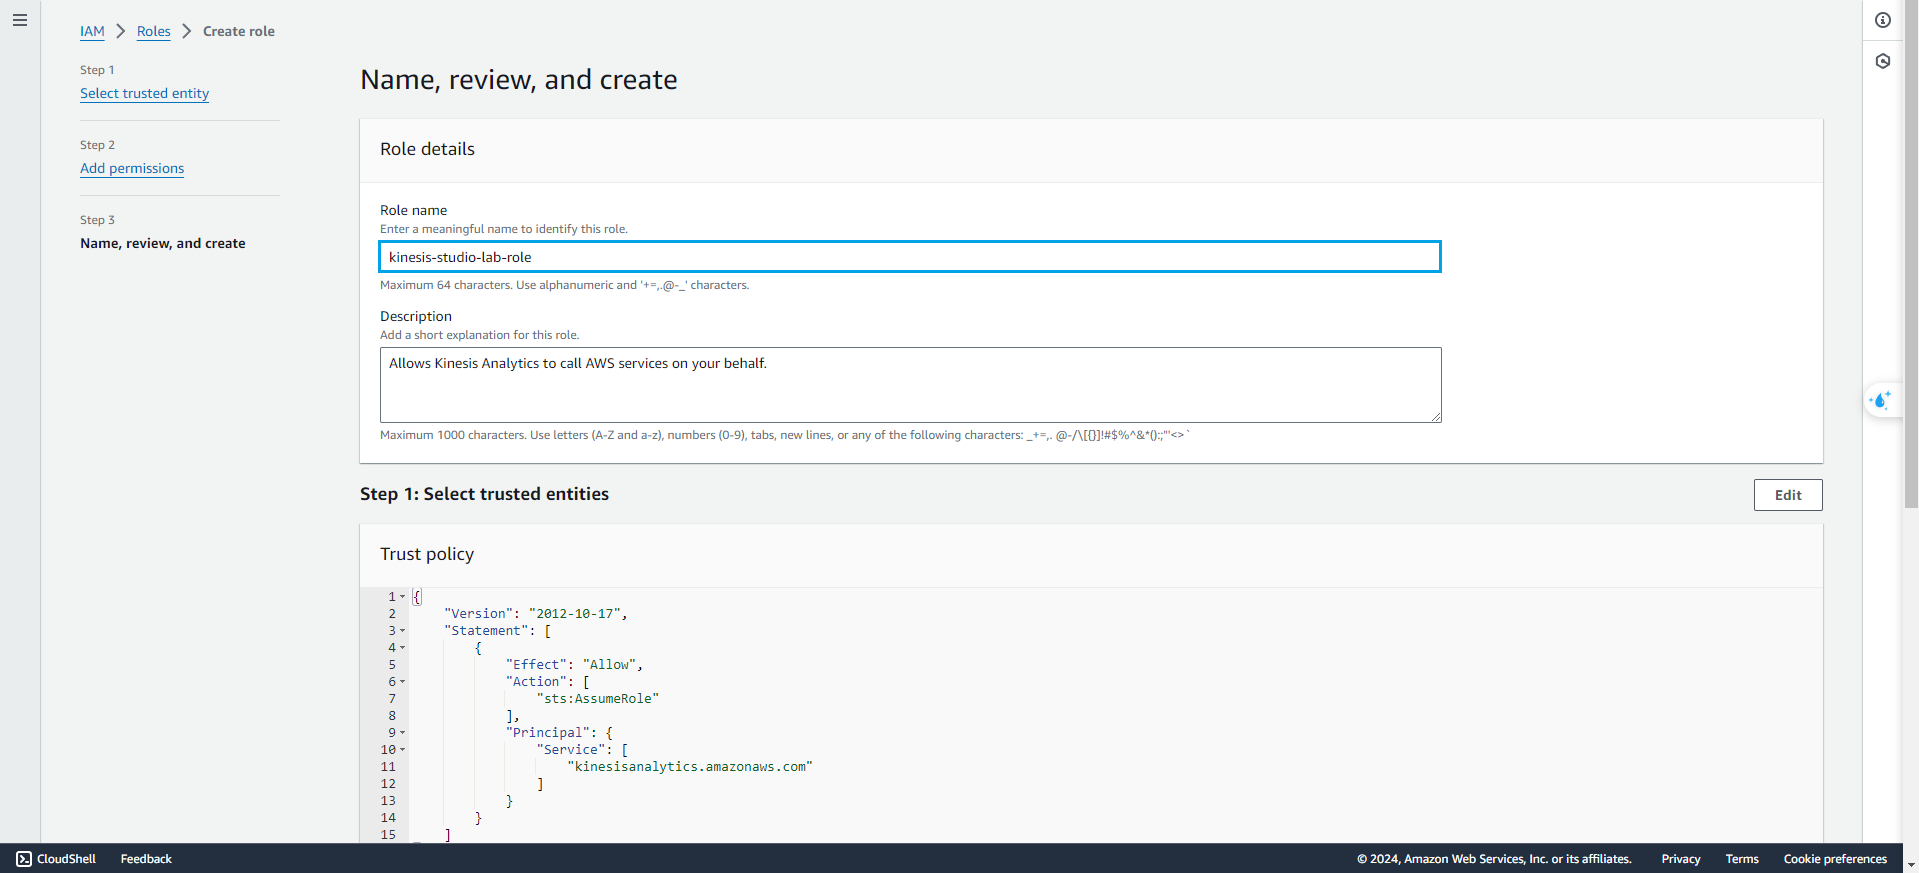 IAM > Roles > Create role
Step 1
Select trusted entity
Step 2
Add permissions
Step 3
Name, review, and create
Name, review, and create
Role details
Role name
Enter a meaningful name to identify this role.
kinesis-studio-lab-role
Maximum 64 characters. Use alphanumeric and '+=,.@-_' characters.
Description
Add a short explanation for this role.
Allows Kinesis Analytics to call AWS services on your behalf.
Maximum 1000 characters. Use letters (A-Z and a-z), numbers (0-9), tabs, new lines, or any of the following characters: _+=,. @-/\[{}]!#$%^&*();:"'<>`
Step 1: Select trusted entities
Edit
Trust policy
1 {
2     "Version": "2012-10-17",
3     "Statement": [
4         {
5             "Effect": "Allow",
6             "Action": [
7                 "sts:AssumeRole"
8             ],
9             "Principal": {
10                 "Service": [
11                     "kinesisanalytics.amazonaws.com"
12                 ]
13             }
14         }
15     ]
CloudShell Feedback © 2024, Amazon Web Services, Inc. or its affiliates. Privacy Terms Cookie preferences